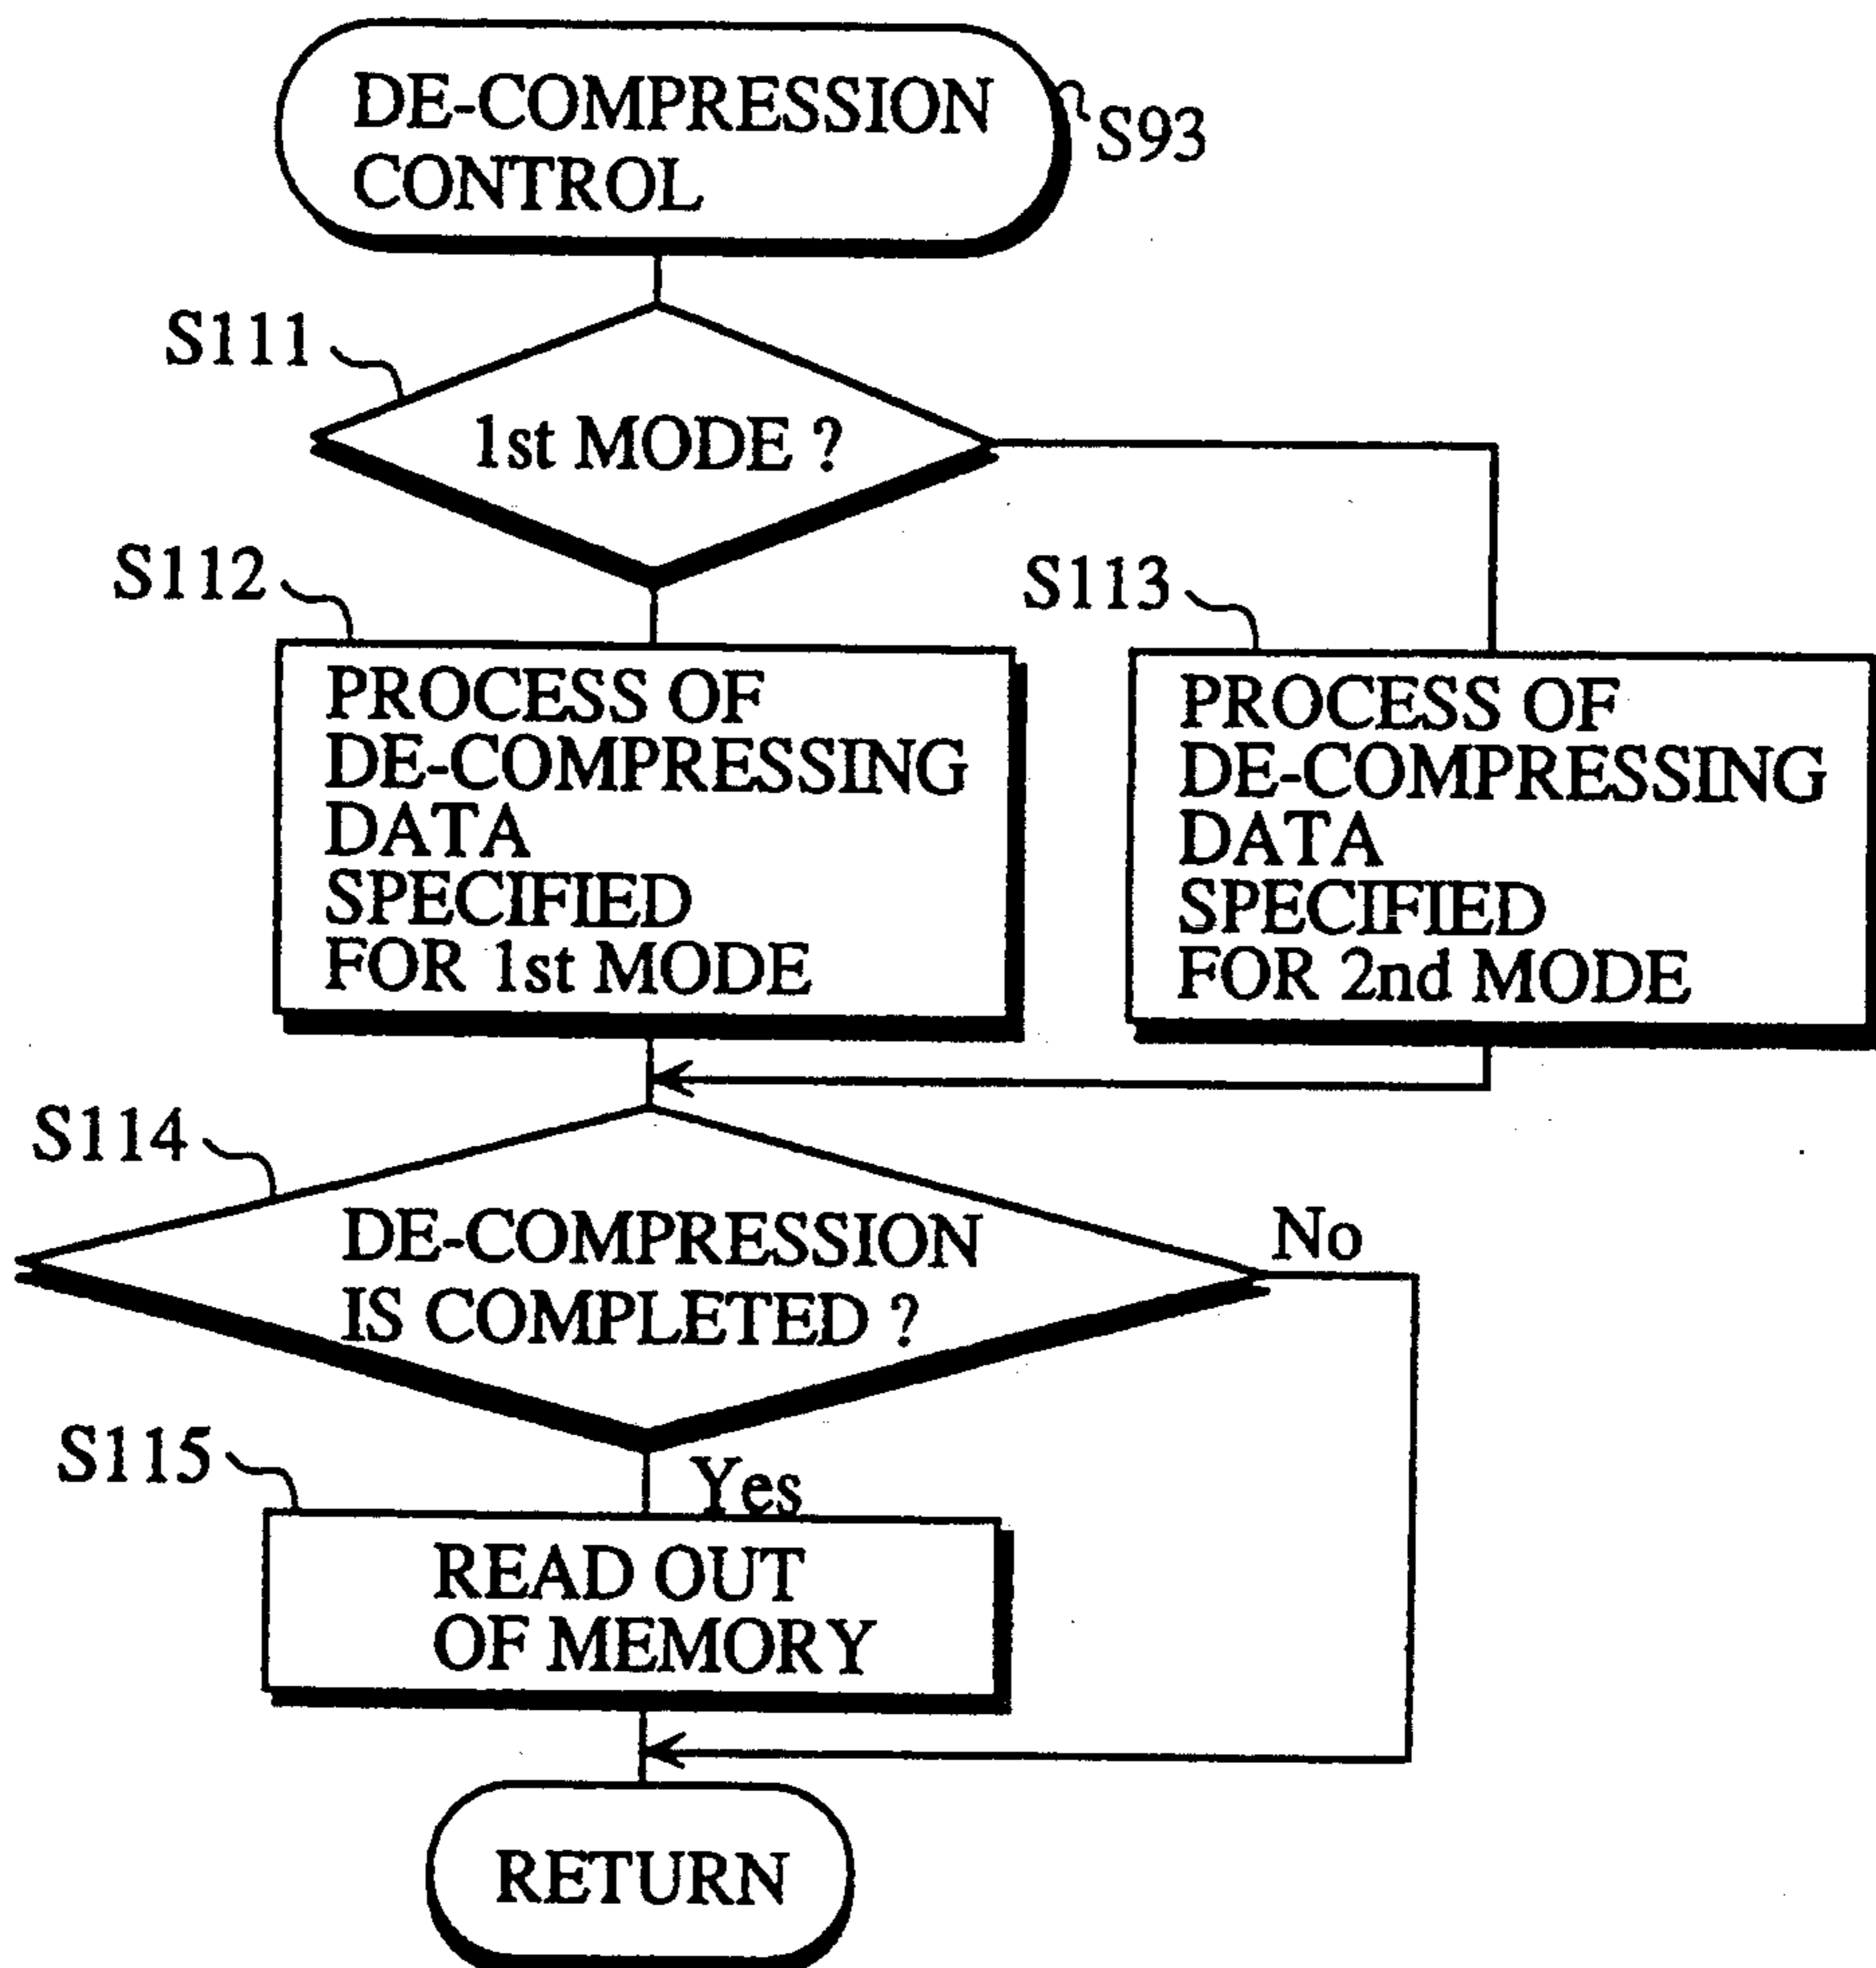 DE-COMPRESSION
CONTROL
S93
S111
1st MODE ?
S112
PROCESS OF
DE-COMPRESSING
DATA
SPECIFIED
FOR 1st MODE
S113
PROCESS OF
DE-COMPRESSING
DATA
SPECIFIED
FOR 2nd MODE
S114
DE-COMPRESSION
IS COMPLETED ?
No
Yes
S115
READ OUT
OF MEMORY
RETURN